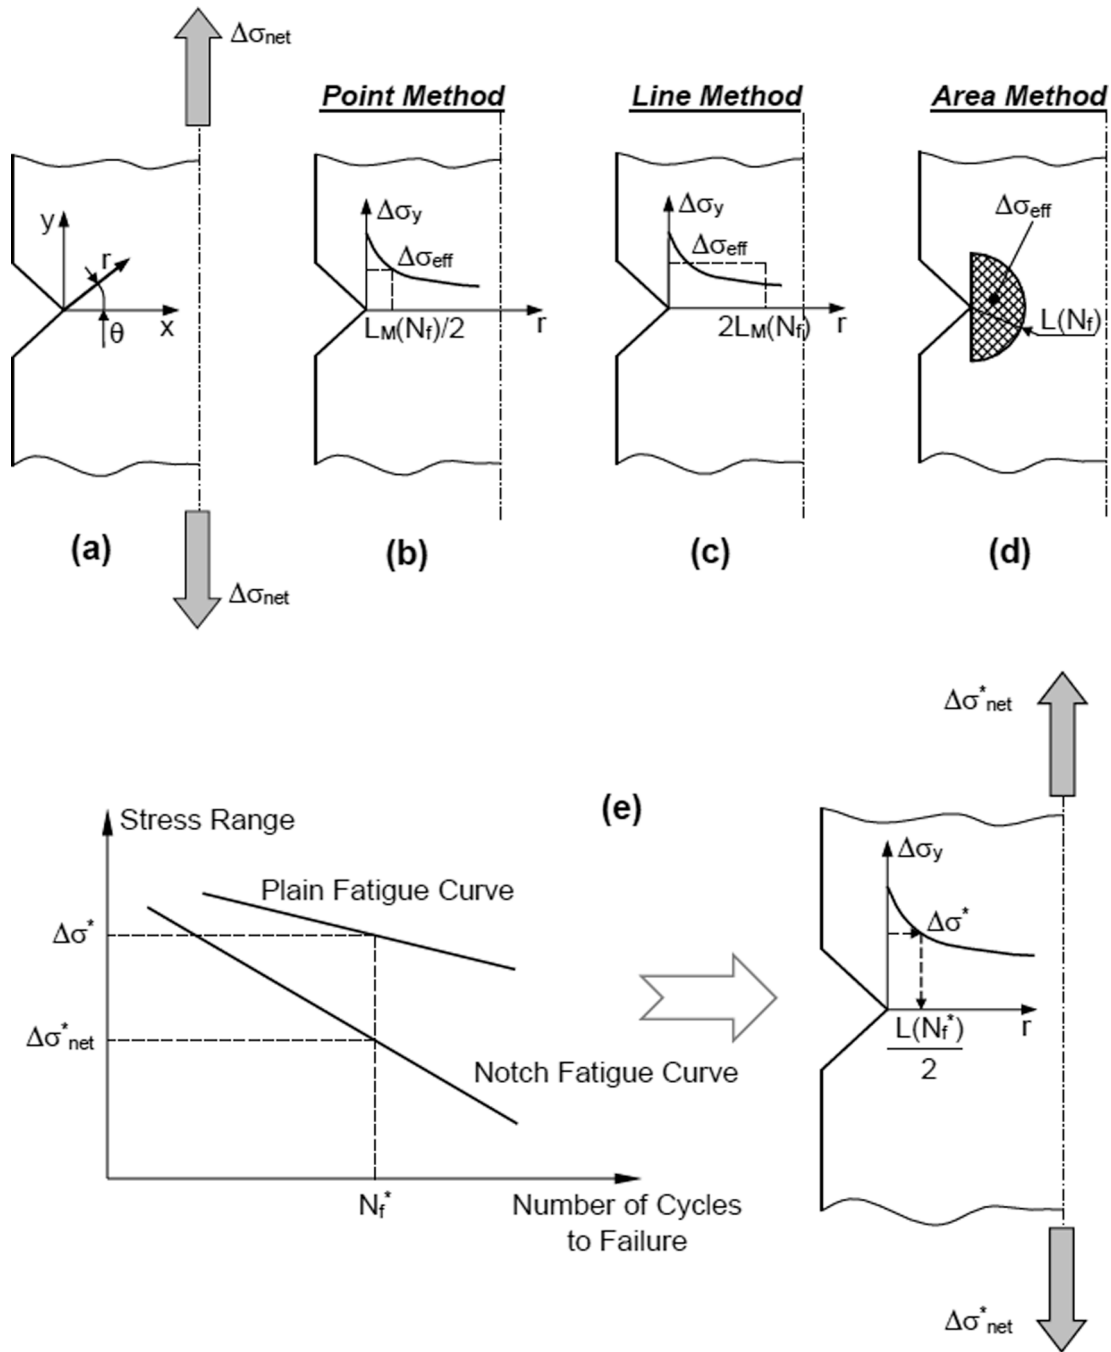 Δσnet
Point Method
Line Method
Area Method
y
r
θ
x
Δσy
Δσeff
LM(Nf)/2
r
Δσy
Δσeff
2LM(Nf)
r
Δσeff
L(Nf)
(a)
(b)
(c)
(d)
Δσnet
Δσ*net
(e)
Stress Range
Plain Fatigue Curve
Δσ*
Δσ*net
Notch Fatigue Curve
Nf*
Number of Cycles
to Failure
Δσy
Δσ*
r
L(Nf*)
2
Δσ*net